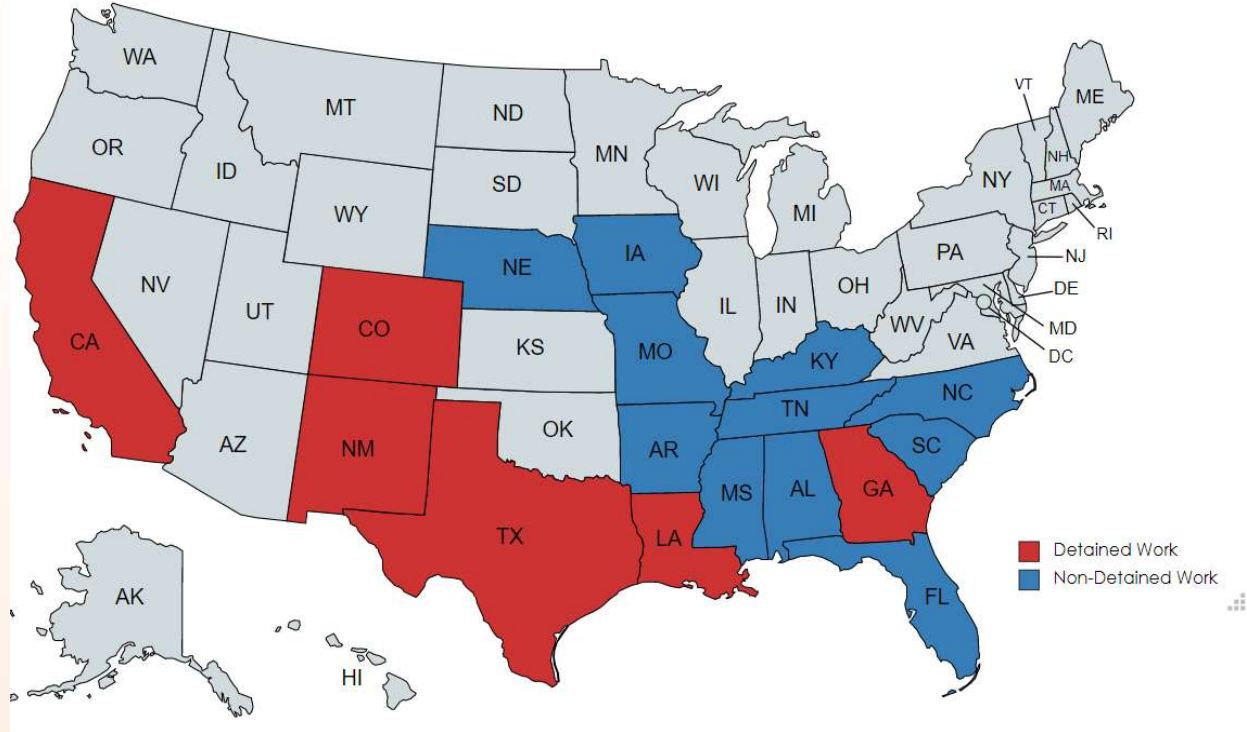 WA
MT
ND
MN
VT
ME
OR
ID
SD
WI
MI
NY
NH
MA
CT
RI
WY
NE
IA
PA
NJ
NV
UT
CO
KS
MO
IL
IN
OH
WV
VA
DE
MD
DC
CA
KY
AZ
NM
OK
AR
TN
NC
SC
MS
AL
GA
TX
LA
FL
AK
HI
Detained Work
Non-Detained Work